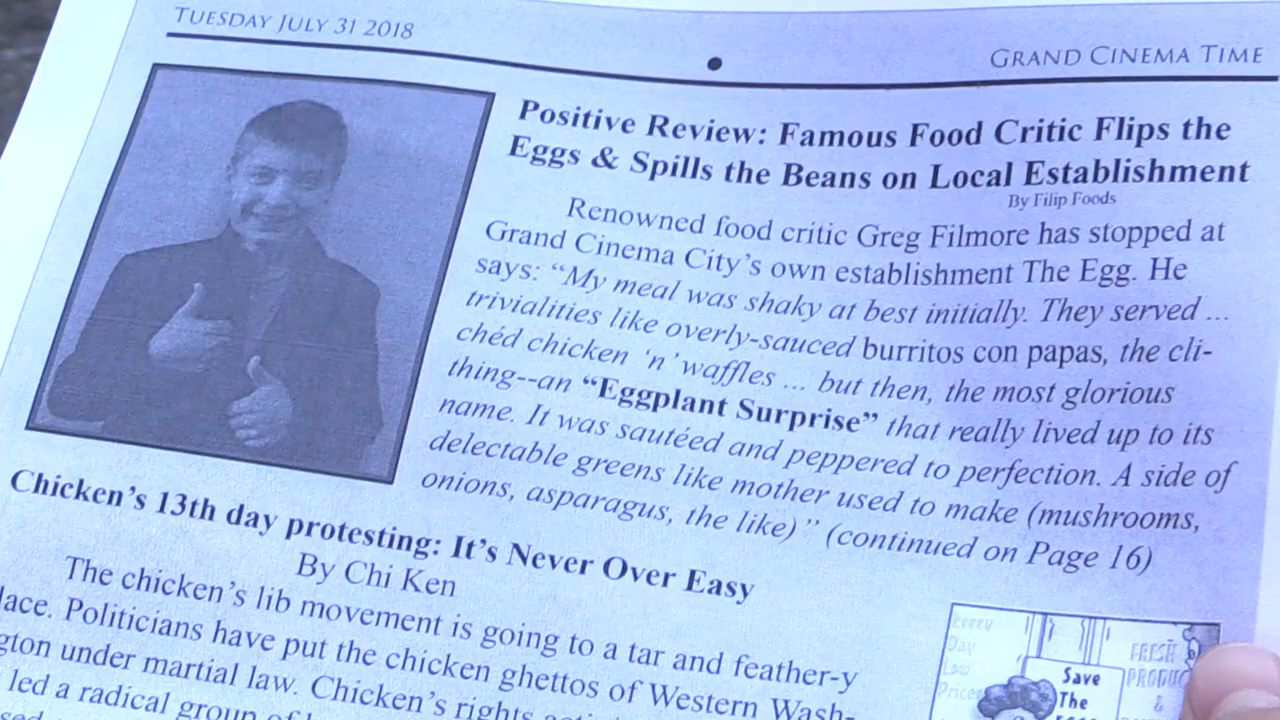 TUESDAY JULY 31 2018
GRAND CINEMA TIME
Positive Review: Famous Food Critic Flips the
Eggs & Spills the Beans on Local Establishment
By Filip Foods
Renowned food critic Greg Filmore has stopped at
Grand Cinema City's own establishment The Egg. He
says: “My meal was shaky at best initially. They served ...
trivialities like overly-sauced burritos con papas, the cli-
chéd chicken 'n' waffles ... but then, the most glorious
thing--an “Eggplant Surprise” that really lived up to its
name. It was sautéed and peppered to perfection. A side of
delectable greens like mother used to make (mushrooms,
onions, asparagus, the like)” (continued on Page 16)
Chicken's 13th day protesting: It's Never Over Easy
By Chi Ken
The chicken's lib movement is going to a tar and feather-y
lace. Politicians have put the chicken ghettos of Western Wash-
gton under martial law. Chicken's rights
led a radical group of
Every
Day
Low
Prices
FRESH
PRODUC
&
Save
The